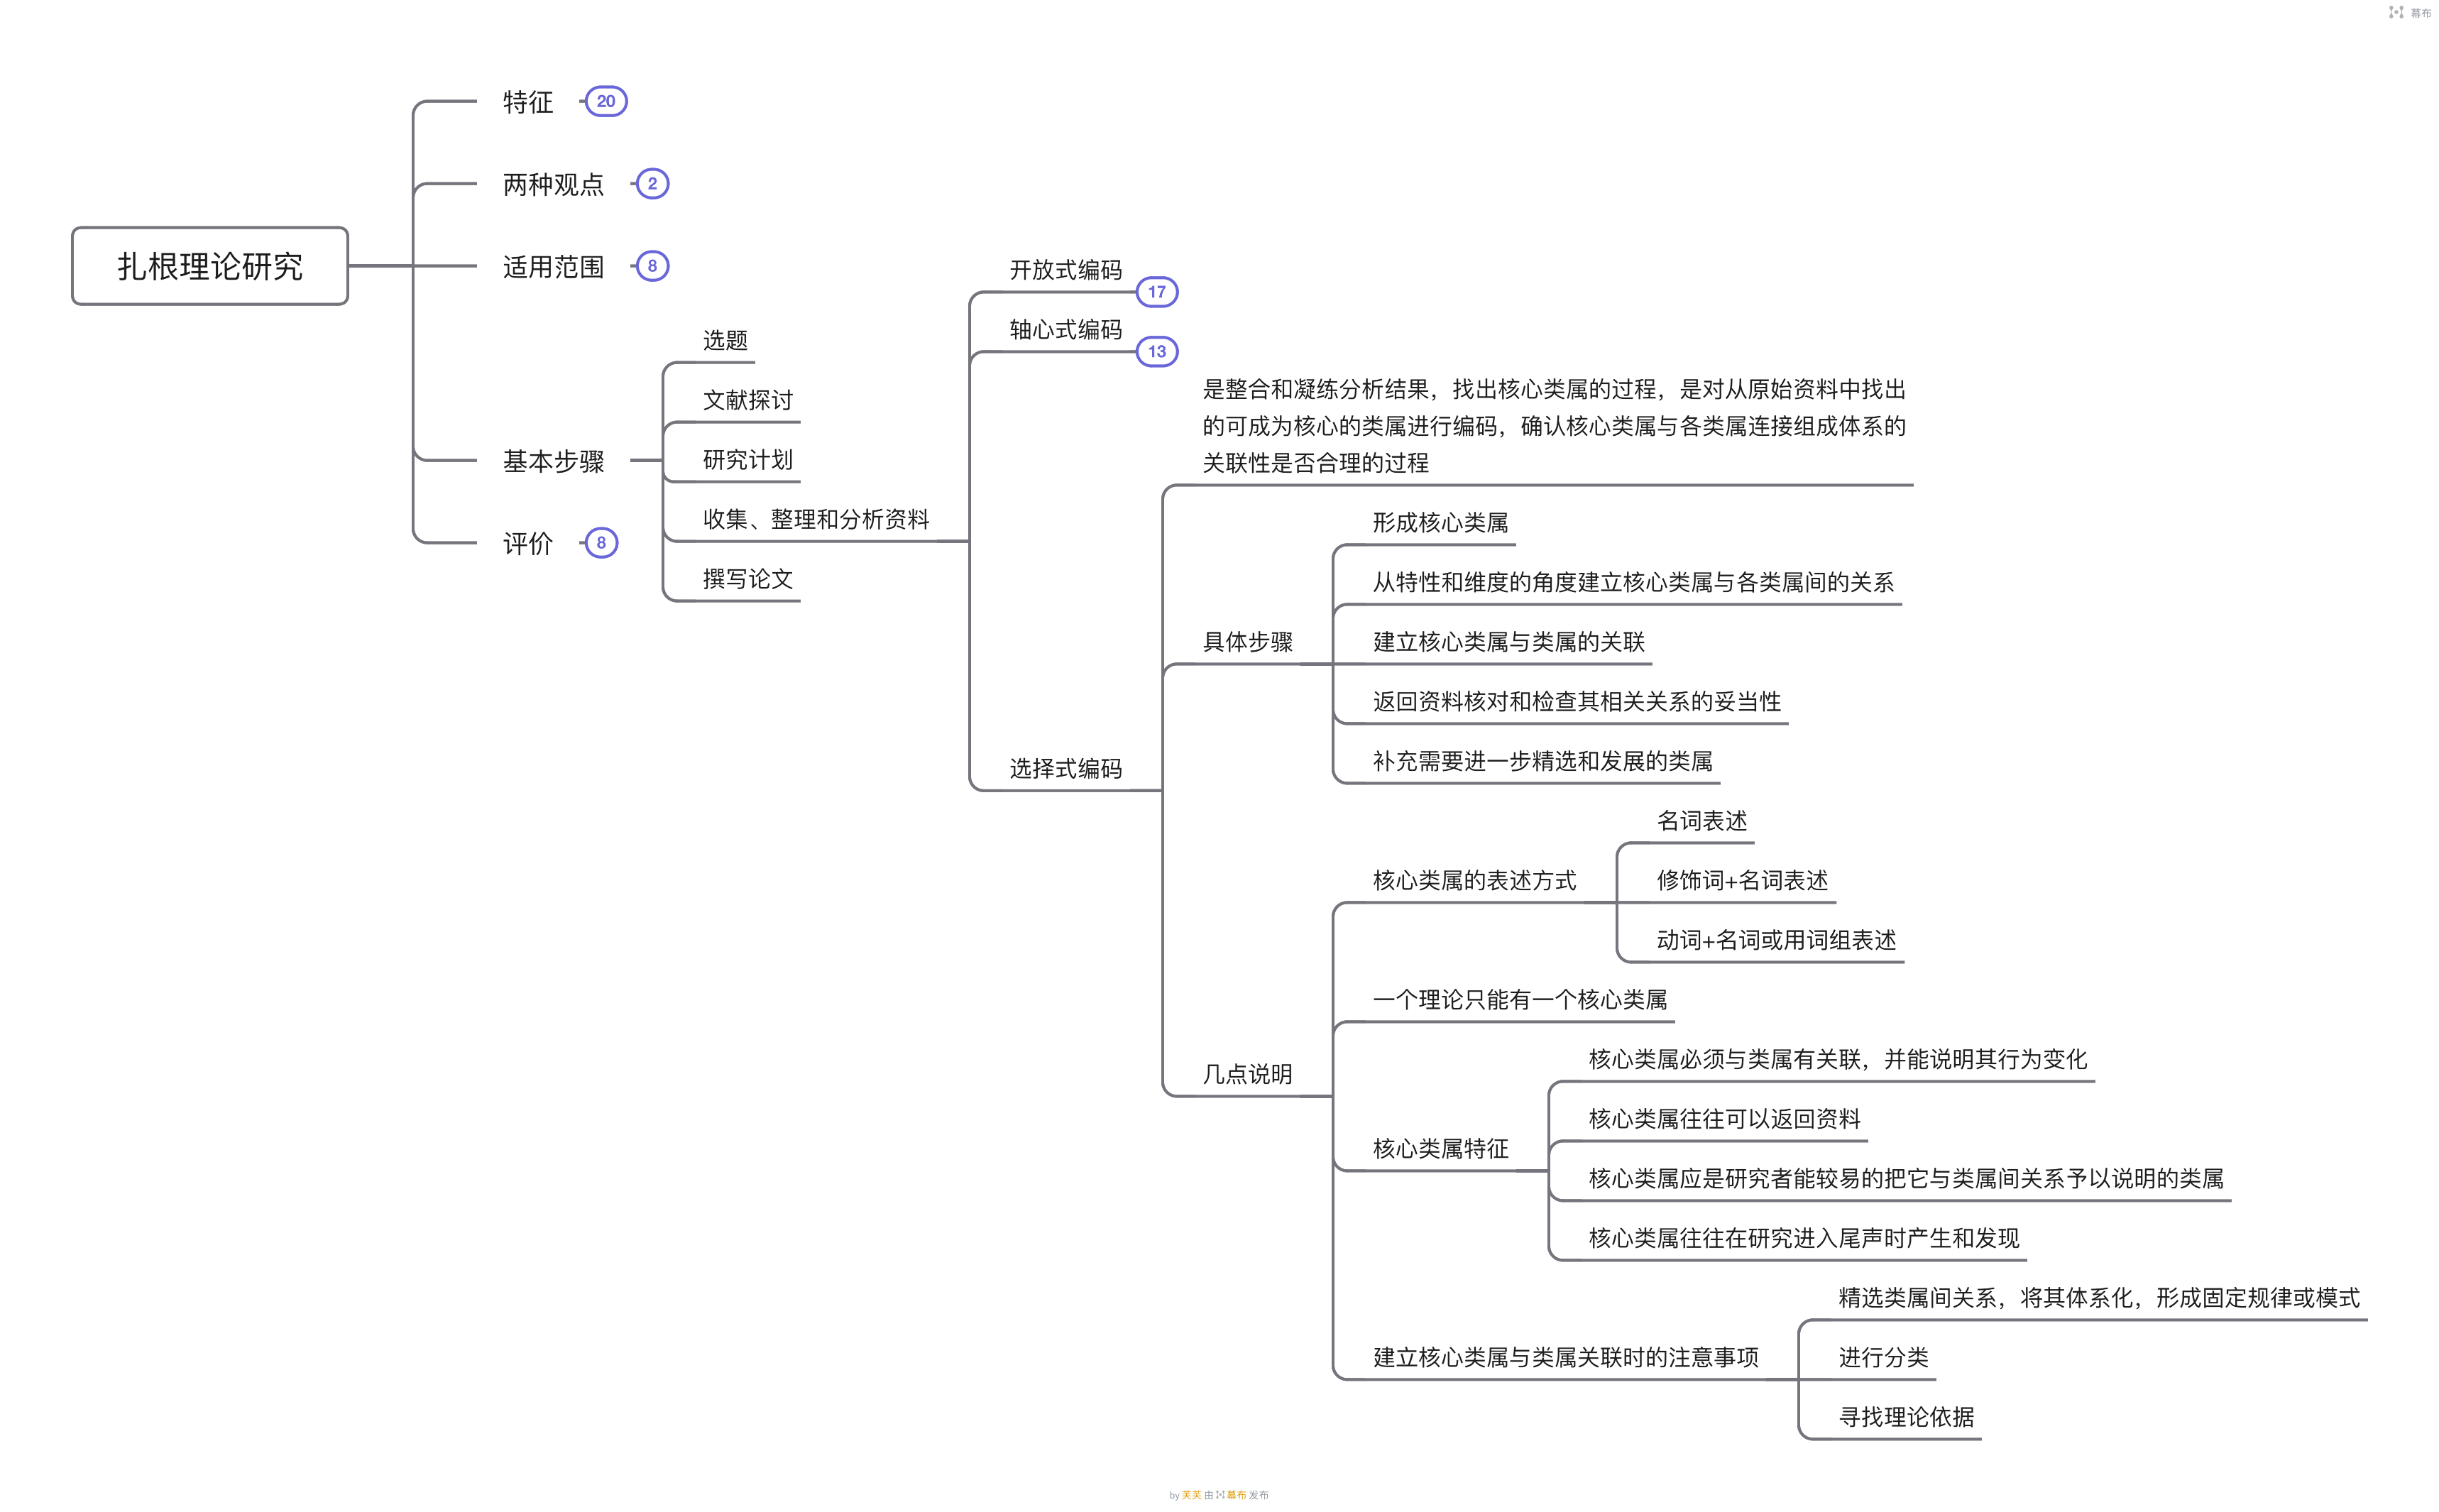 幕布
特征
20
两种观点
2
扎根理论研究
适用范围
8
基本步骤
选题
文献探讨
研究计划
收集、整理和分析资料
开放式编码
17
轴心式编码
13
选择式编码
是整合和凝练分析结果，找出核心类属的过程，是对从原始资料中找出
的可成为核心的类属进行编码，确认核心类属与各类属连接组成体系的
关联性是否合理的过程
具体步骤
形成核心类属
从特性和维度的角度建立核心类属与各类属间的关系
建立核心类属与类属的关联
返回资料核对和检查其相关关系的妥当性
补充需要进一步精选和发展的类属
几点说明
核心类属的表述方式
名词表述
修饰词+名词表述
动词+名词或用词组表述
一个理论只能有一个核心类属
核心类属特征
核心类属必须与类属有关联，并能说明其行为变化
核心类属往往可以返回资料
核心类属应是研究者能较易的把它与类属间关系予以说明的类属
核心类属往往在研究进入尾声时产生和发现
建立核心类属与类属关联时的注意事项
精选类属间关系，将其体系化，形成固定规律或模式
进行分类
寻找理论依据
撰写论文
评价
8
by 芙芙 由 幕布 发布